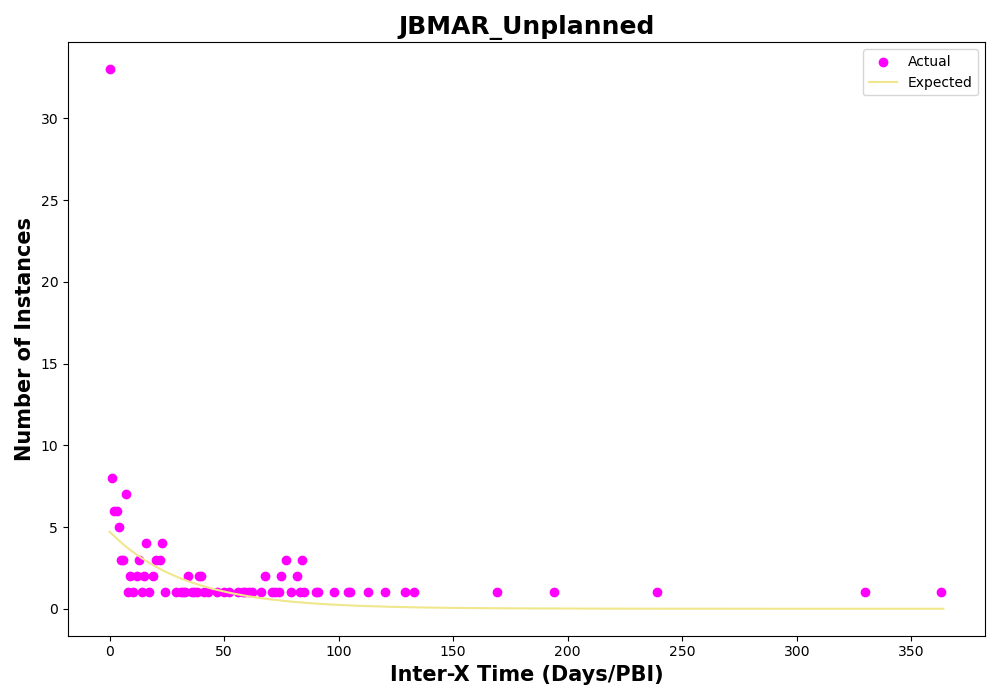 JBMAR_Unplanned
Actual
Expected
Number of Instances
30
25
20
15
10
5
0
0 50 100 150 200 250 300 350
Inter-X Time (Days/PBI)